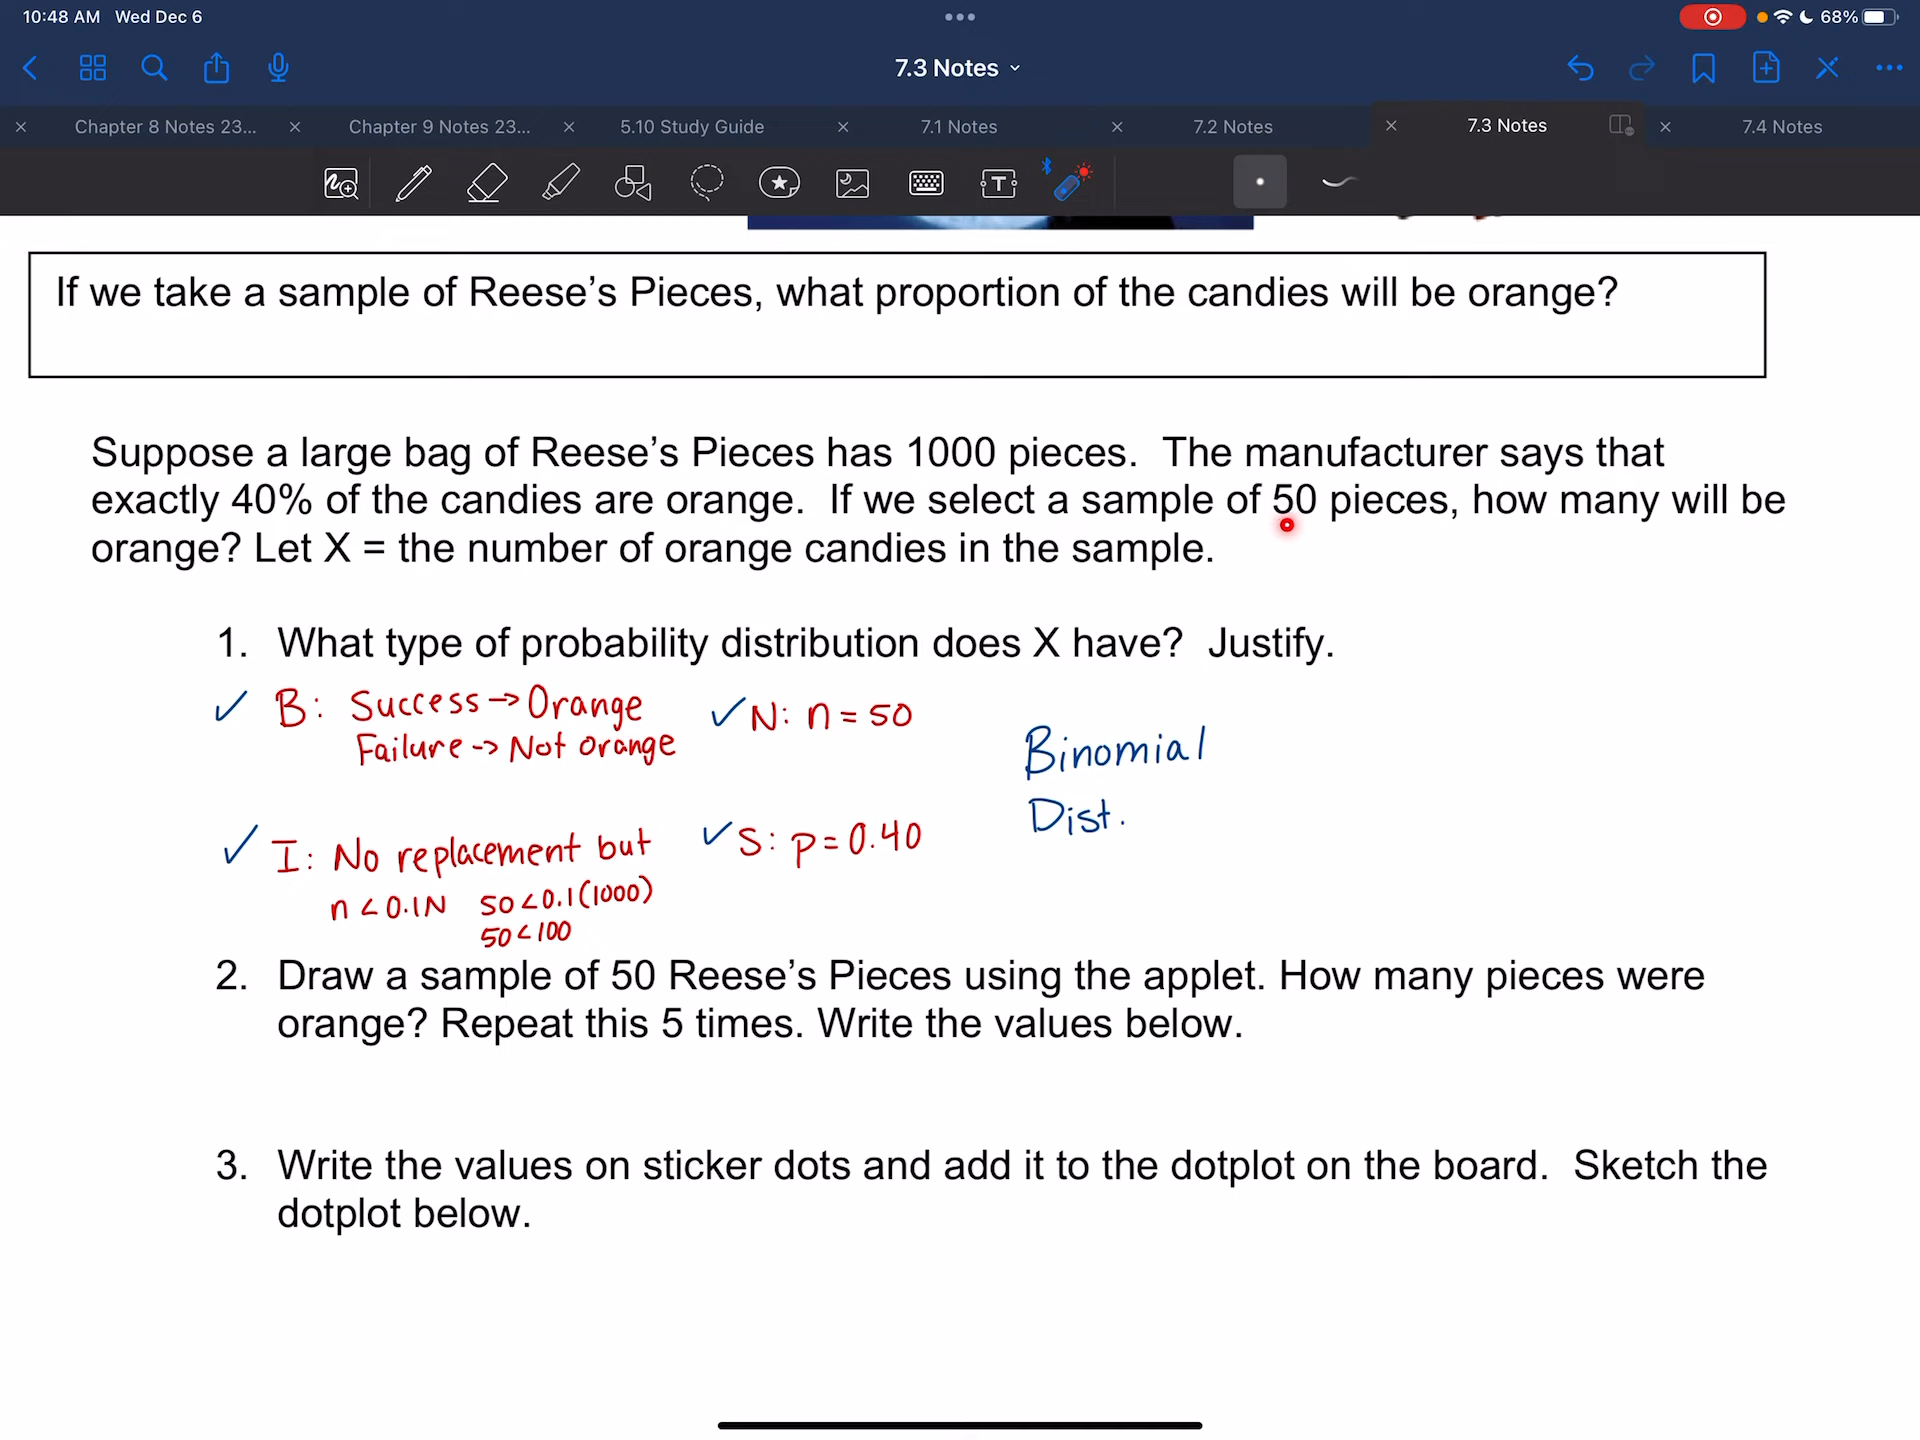 10:48 AM Wed Dec 6
68%
7.3 Notes
Chapter 8 Notes 23...
Chapter 9 Notes 23...
5.10 Study Guide
7.1 Notes
7.2 Notes
7.3 Notes
7.4 Notes
If we take a sample of Reese's Pieces, what proportion of the candies will be orange?
Suppose a large bag of Reese's Pieces has 1000 pieces. The manufacturer says that
exactly 40% of the candies are orange. If we select a sample of 50 pieces, how many will be
orange? Let X = the number of orange candies in the sample.
1. What type of probability distribution does X have? Justify.
✓ B: Success → Orange
Failure → Not orange
✓ N: n = 50
Binomial
Dist.
✓ I: No replacement but
n < 0.1N 50 < 0.1(1000)
50 < 100
✓ S: p = 0.40
2. Draw a sample of 50 Reese's Pieces using the applet. How many pieces were
orange? Repeat this 5 times. Write the values below.
3. Write the values on sticker dots and add it to the dotplot on the board. Sketch the
dotplot below.